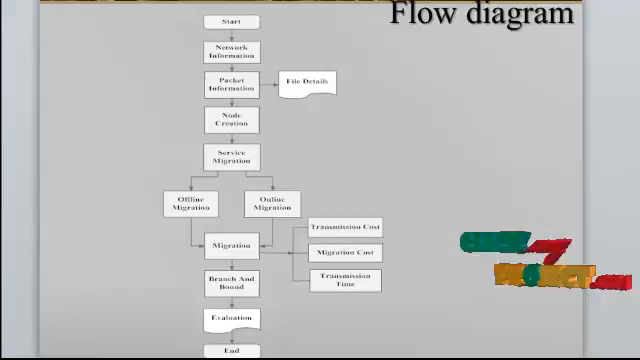 Flow diagram
Start
Network
Information
Packet
Information
File Details
Node
Creation
Service
Migration
Offline
Migration
Online
Migration
Migration
Transmission Cost
Migration Cost
Transmission
Time
Branch And
Bound
Evaluation
End